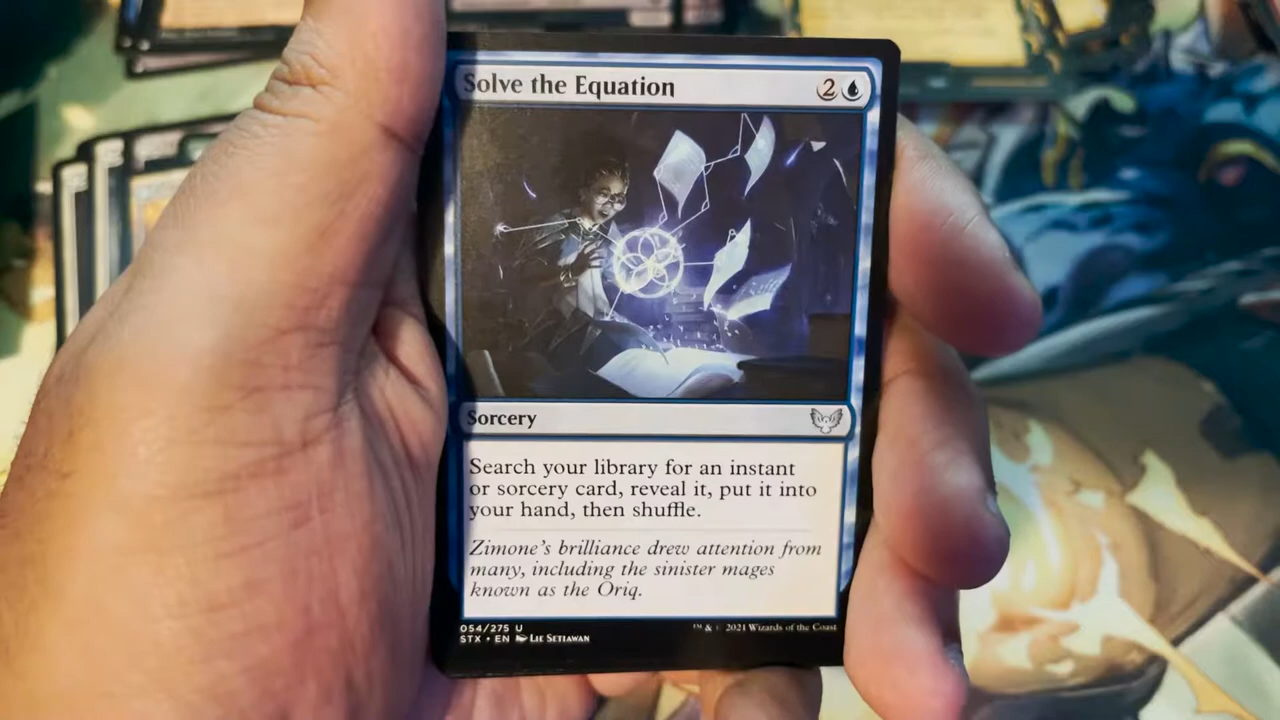 Solve the Equation 2
Sorcery
Search your library for an instant
or sorcery card, reveal it, put it into
your hand, then shuffle.
Zimone's brilliance drew attention from
many, including the sinister mages
known as the Oriq.
054/275 U
™ & © 2021 Wizards of the Coast
STX • EN Lie Setiawan